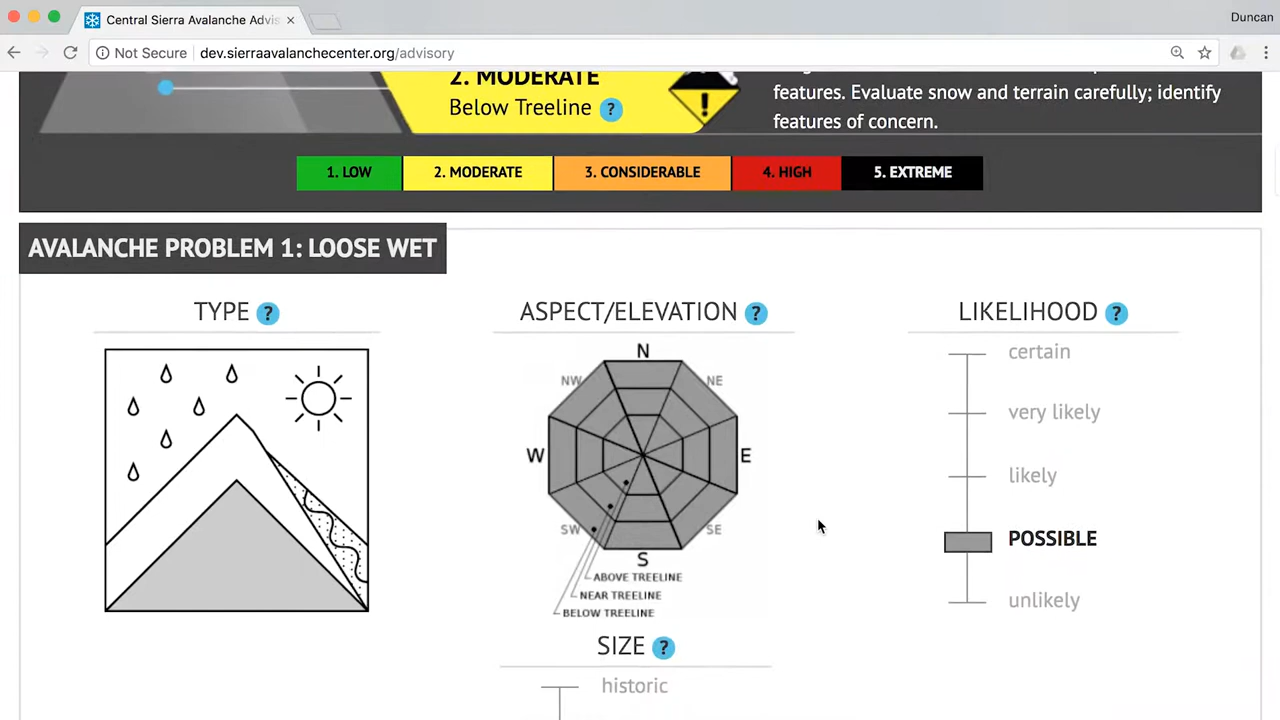 Central Sierra Avalanche Advis
Duncan
Not Secure
dev.sierraavalanchecenter.org/advisory
2. MODERATE
Below Treeline ?
features. Evaluate snow and terrain carefully; identify
features of concern.
1. LOW
2. MODERATE
3. CONSIDERABLE
4. HIGH
5. EXTREME
AVALANCHE PROBLEM 1: LOOSE WET
TYPE ?
ASPECT/ELEVATION ?
N
NW
NE
W
E
SW
SE
S
ABOVE TREELINE
NEAR TREELINE
BELOW TREELINE
LIKELIHOOD ?
certain
very likely
likely
POSSIBLE
unlikely
SIZE ?
historic